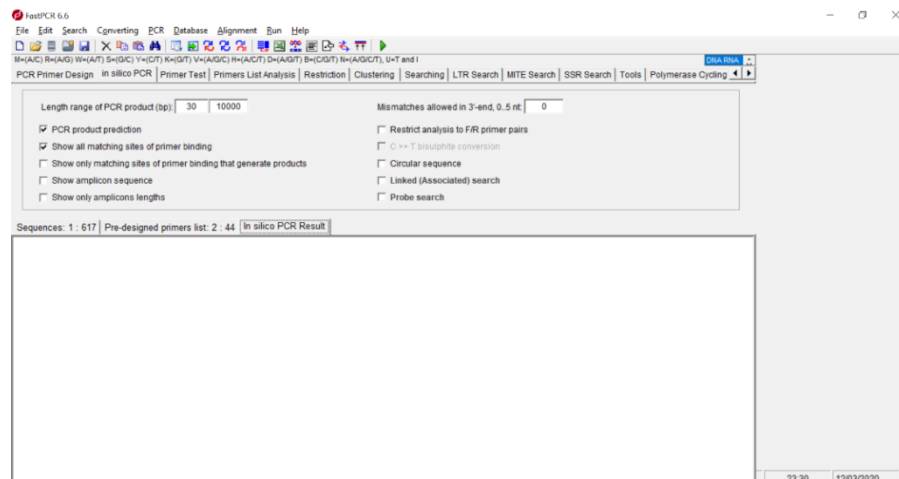 FastPCR 6.6
File Edit Search Converting PCR Database Alignment Run Help
M=(A/C) R=(A/G) W=(A/T) S=(G/C) Y=(C/T) K=(G/T) V=(A/G/C) H=(A/C/T) D=(A/G/T) B=(C/G/T) N=(A/G/C/T), U=T and I DNA RNA
PCR Primer Design in silico PCR Primer Test Primers List Analysis Restriction Clustering Searching LTR Search MITE Search SSR Search Tools Polymerase Cycling
Length range of PCR product (bp): 30 10000 Mismatches allowed in 3'-end, 0..5 nt: 0
PCR product prediction Restrict analysis to F/R primer pairs
Show all matching sites of primer binding C >> T bisulphite conversion
Show only matching sites of primer binding that generate products Circular sequence
Show amplicon sequence Linked (Associated) search
Show only amplicons lengths Probe search
Sequences: 1 : 617 Pre-designed primers list: 2 : 44 In silico PCR Result
23:30 12/03/2020